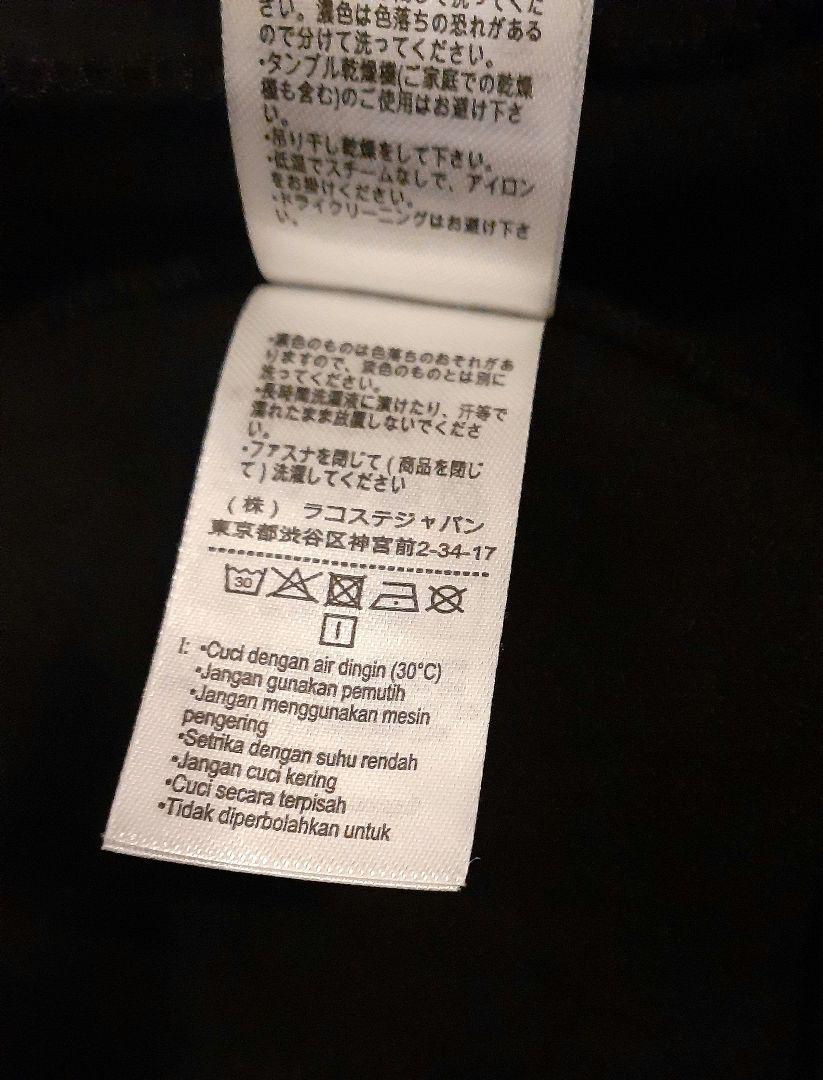 さい。濃色は色落ちの恐れがある
ので分けて洗ってください。
・タンブル乾燥機(ご家庭での乾燥
機も含む)のご使用はお避け下さ
い。
・吊り干し乾燥をして下さい。
・低温でスチームなしで、アイロン
をお掛けください。
・ドライクリーニングはお避け下さ
い。
・濃色のものは色落ちのおそれがあ
りますので、淡色のものとは別に
洗ってください。
・長時間洗濯液に漬けたり、汗等で
濡れたまま放置しないでくださ
い。
・ファスナを閉じて(商品を閉じ
て)洗濯してください
(株) ラコステジャパン
東京都渋谷区神宮前2-34-17
30
I: •Cuci dengan air dingin (30°C)
•Jangan gunakan pemutih
•Jangan menggunakan mesin
pengering
•Setrika dengan suhu rendah
•Jangan cuci kering
•Cuci secara terpisah
•Tidak diperbolahkan untuk